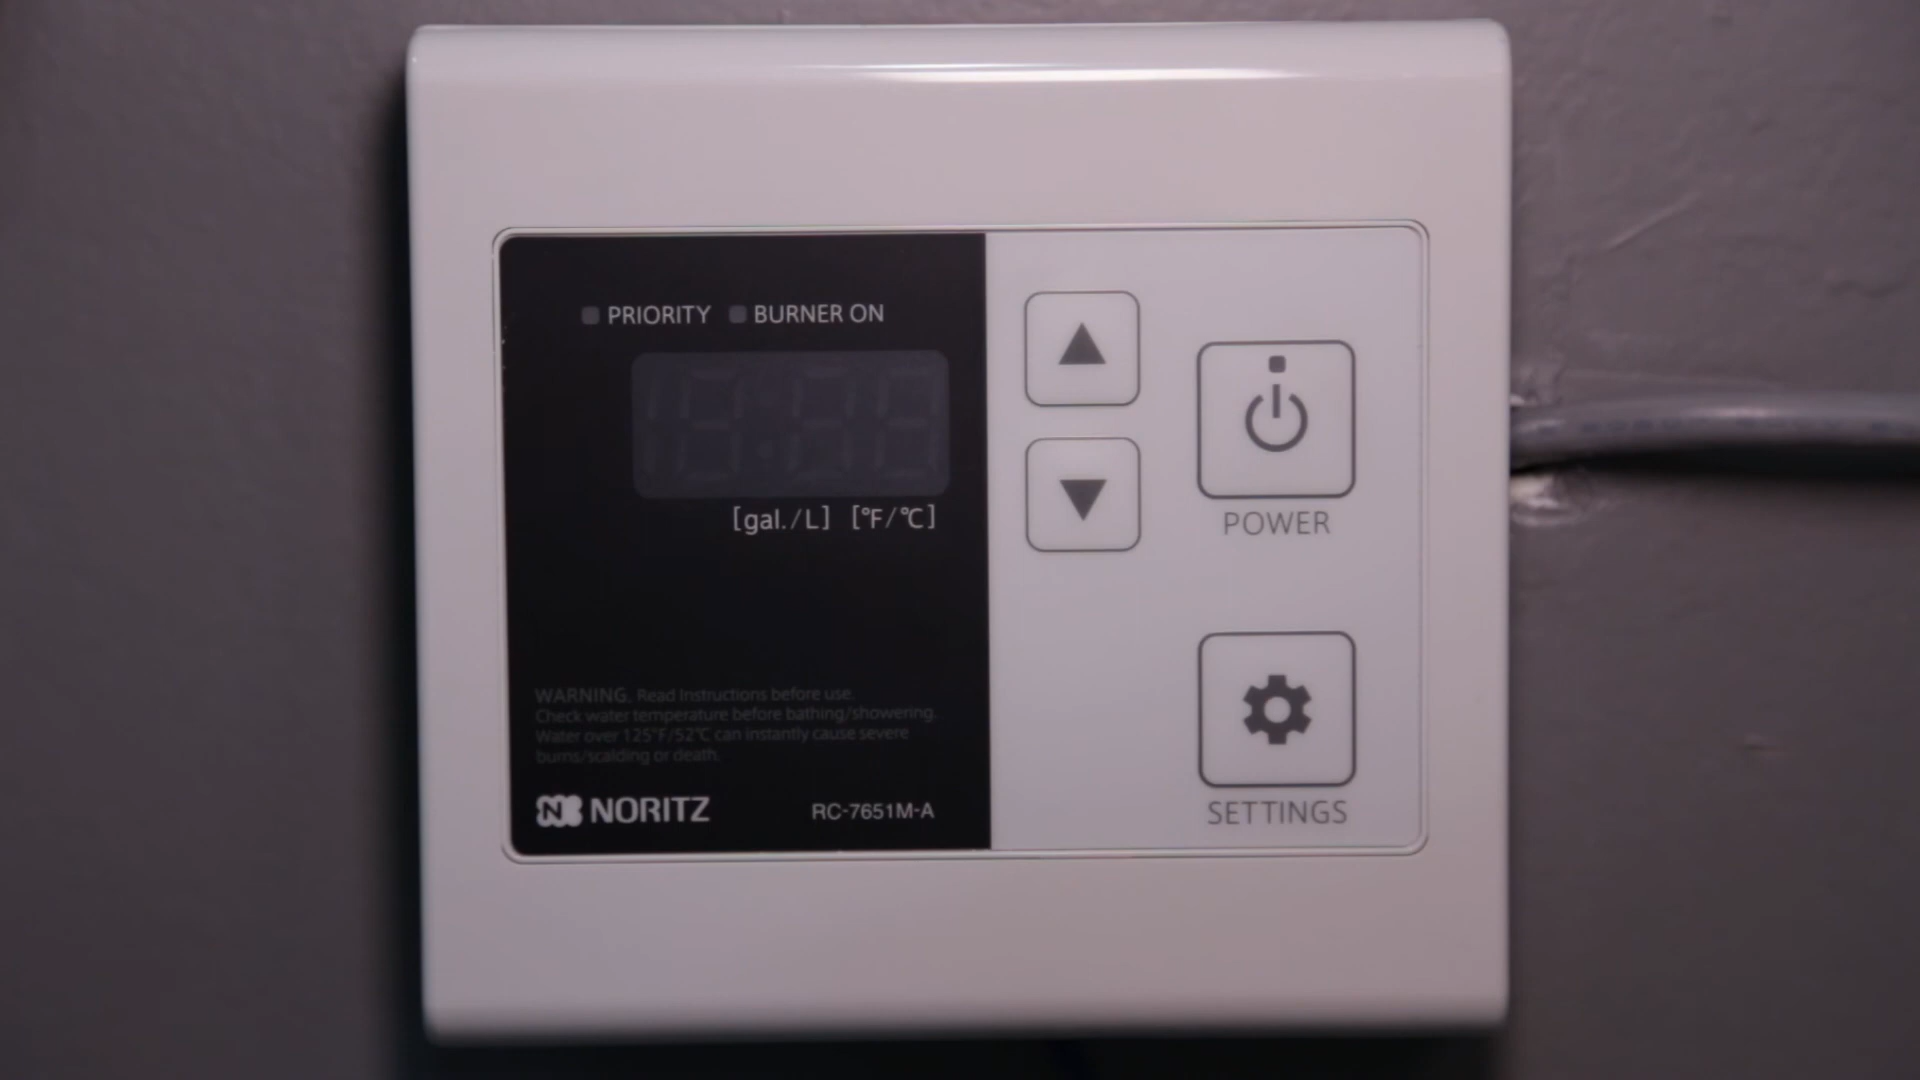 PRIORITY BURNER ON
[gal./L] [°F/°C]
WARNING. Read Instructions before use.
Check water temperature before bathing/showering.
Water over 125°F/52°C can instantly cause severe
burns/scalding or death.
NORITZ RC-7651M-A
POWER
SETTINGS